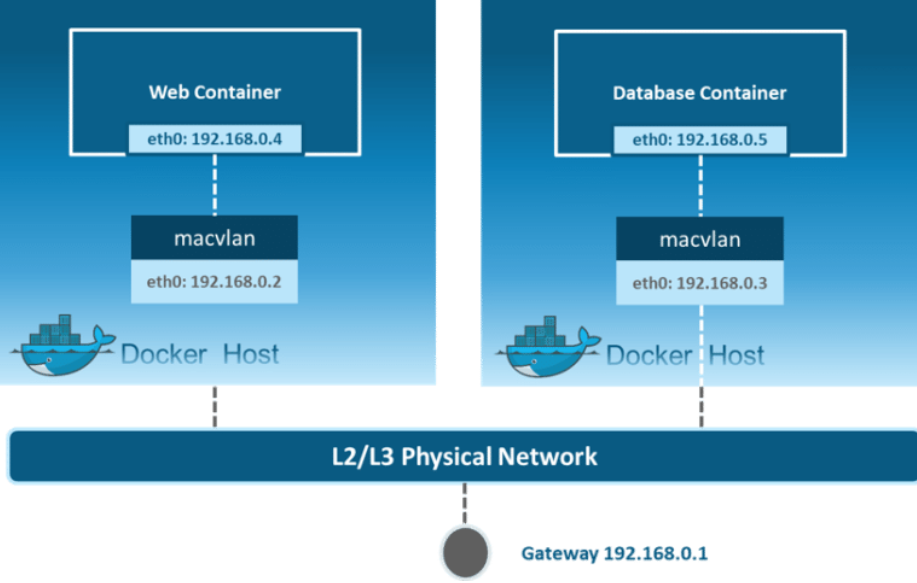 Web Container
eth0: 192.168.0.4
macvlan
eth0: 192.168.0.2
Docker Host
Database Container
eth0: 192.168.0.5
macvlan
eth0: 192.168.0.3
Docker Host
L2/L3 Physical Network
Gateway 192.168.0.1